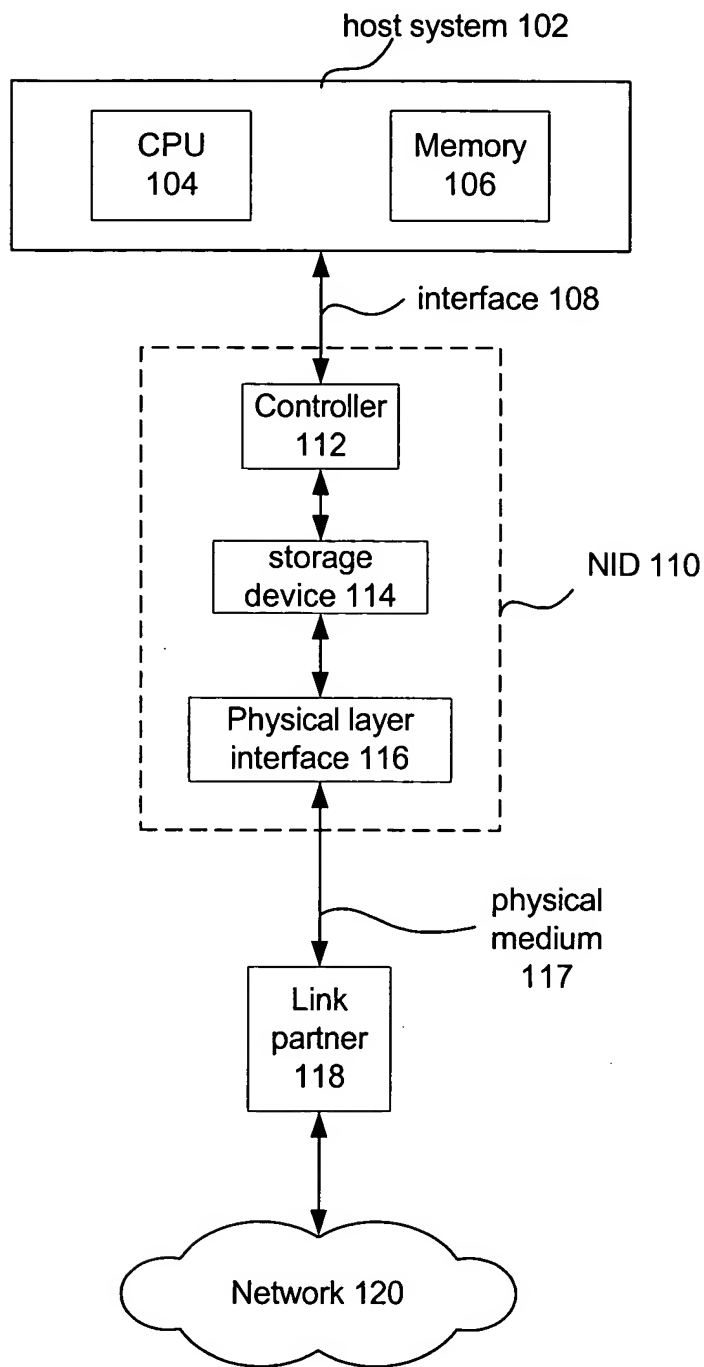 host system 102
CPU
104
Memory
106
interface 108
Controller
112
storage
device 114
NID 110
Physical layer
interface 116
physical
medium
117
Link
partner
118
Network 120